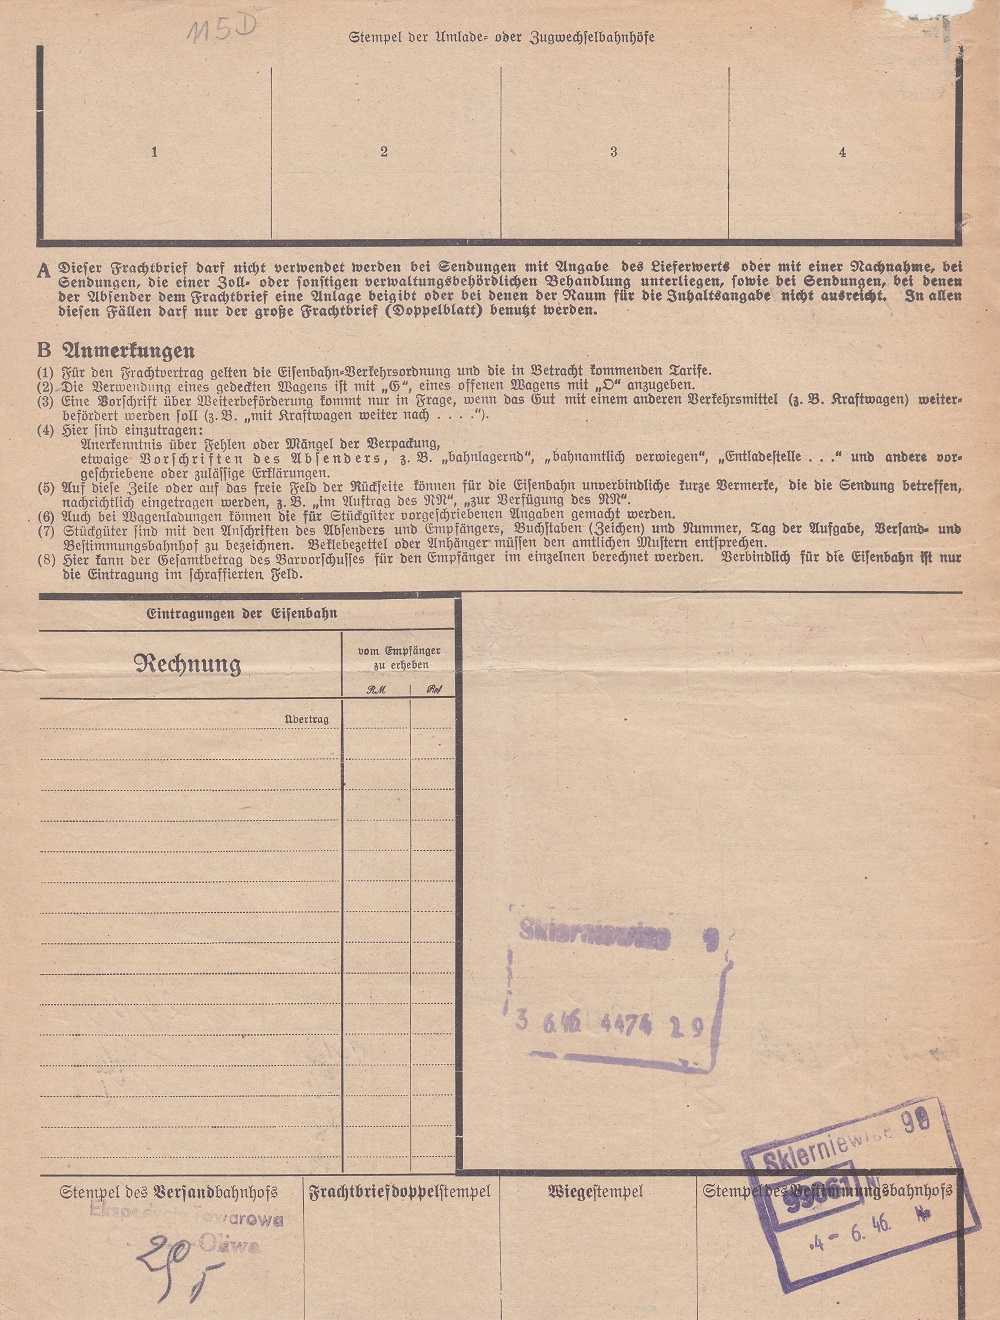 115D
Stempel der Umlade- oder Zugwechselbahnhöfe
1 2 3 4
A Dieser Frachtbrief darf nicht verwendet werden bei Sendungen mit Angabe des Lieferwerts oder mit einer Nachnahme, bei
Sendungen, die einer Zoll- oder sonstigen verwaltungsbehördlichen Behandlung unterliegen, sowie bei Sendungen, bei denen
der Absender dem Frachtbrief eine Anlage beigibt oder bei denen der Raum für die Inhaltsangabe nicht ausreicht. In allen
diesen Fällen darf nur der große Frachtbrief (Doppelblatt) benutzt werden.
B Anmerkungen
(1) Für den Frachtvertrag gelten die Eisenbahn-Verkehrsordnung und die in Betracht kommenden Tarife.
(2) Die Verwendung eines gedeckten Wagens ist mit „G“, eines offenen Wagens mit „O“ anzugeben.
(3) Eine Vorschrift über Weiterbeförderung kommt nur in Frage, wenn das Gut mit einem anderen Verkehrsmittel (z. B. Kraftwagen) weiter-
befördert werden soll (z. B. „mit Kraftwagen weiter nach . . . .“).
(4) Hier sind einzutragen:
Anerkenntnis über Fehlen oder Mängel der Verpackung,
etwaige Vorschriften des Absenders, z. B. „bahnlagernd“, „bahnamtlich verwiegen“, „Entladestelle . . .“ und andere vor-
geschriebene oder zulässige Erklärungen.
(5) Auf diese Zeile oder auf das freie Feld der Rückseite können für die Eisenbahn unverbindliche kurze Vermerke, die die Sendung betreffen,
nachrichtlich eingetragen werden, z. B. „im Auftrag des NN“, „zur Verfügung des NN“.
(6) Auch bei Wagenladungen können die für Stückgüter vorgeschriebenen Angaben gemacht werden.
(7) Stückgüter sind mit den Anschriften des Absenders und Empfängers, Buchstaben (Zeichen) und Nummer, Tag der Aufgabe, Versand- und
Bestimmungsbahnhof zu bezeichnen. Beklebezettel oder Anhänger müssen den amtlichen Mustern entsprechen.
(8) Hier kann der Gesamtbetrag des Barvorschusses für den Empfänger im einzelnen berechnet werden. Verbindlich für die Eisenbahn ist nur
die Eintragung im schraffierten Feld.
Eintragungen der Eisenbahn
Rechnung
vom Empfänger
zu erheben
RM Rpf
Übertrag
Skierniewice 9
3 6.46. 4474 29
Skierniewice 99
99061
4- 6. 46.
Stempel des Versandbahnhofs Frachtbriefdoppelstempel Wiegestempel Stempel des Bestimmungsbahnhofs
Towarowa
Oliwa